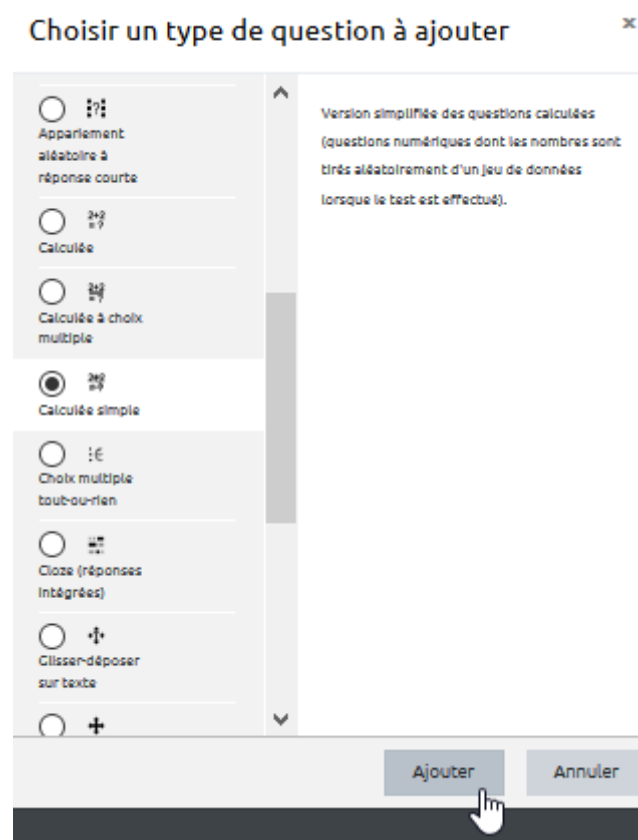 Choisir un type de question à ajouter
x
Appariement
aléatoire à
réponse courte
Calculée
Calculée à choix
multiple
Calculée simple
Choix multiple
tout-ou-rien
Cloze (réponses
intégrées)
Glisser-déposer
sur texte
Version simplifiée des questions calculées
(questions numériques dont les nombres sont
tirés aléatoirement d'un jeu de données
lorsque le test est effectué).
Ajouter
Annuler